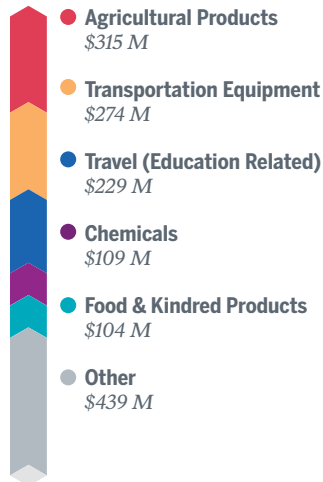 Agricultural Products
$315 M
Transportation Equipment
$274 M
Travel (Education Related)
$229 M
Chemicals
$109 M
Food & Kindred Products
$104 M
Other
$439 M